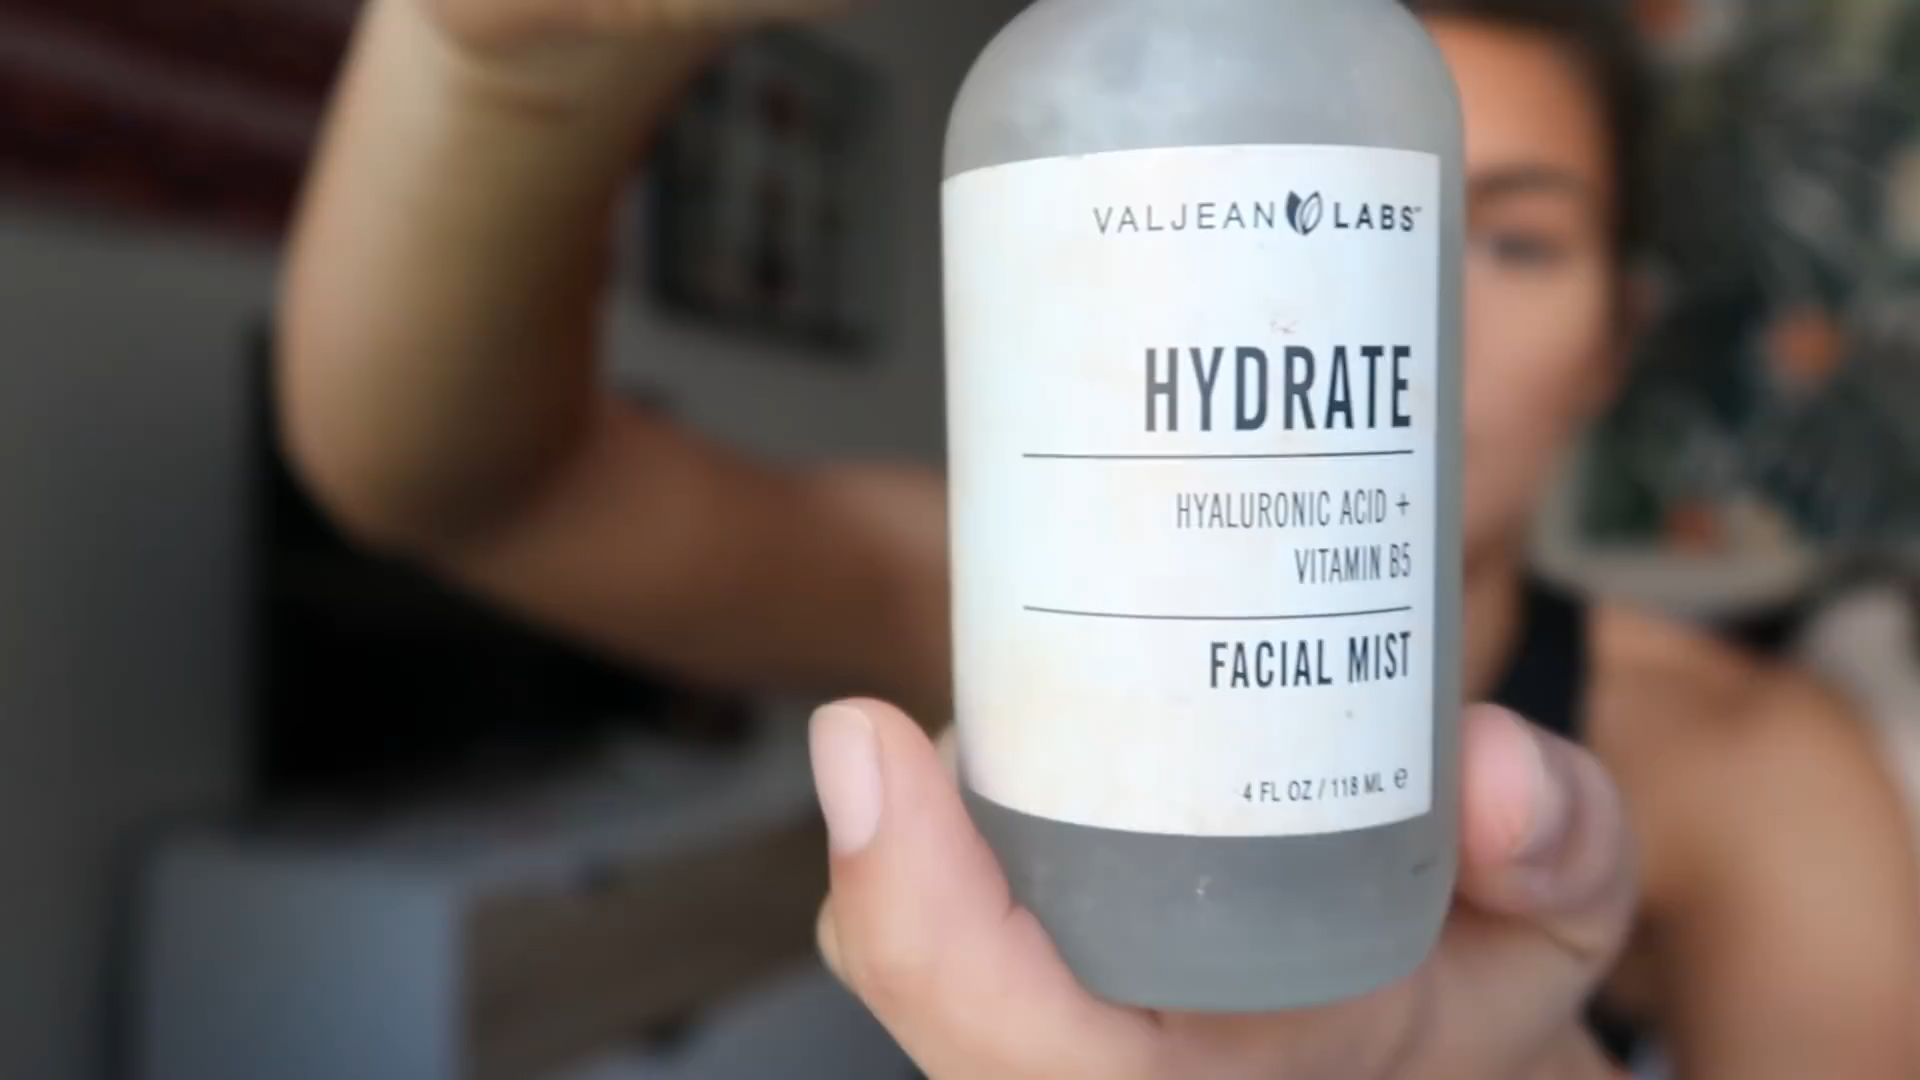 VALJEAN LABS™
HYDRATE
HYALURONIC ACID +
VITAMIN B5
FACIAL MIST
4 FL OZ / 118 ML ℮